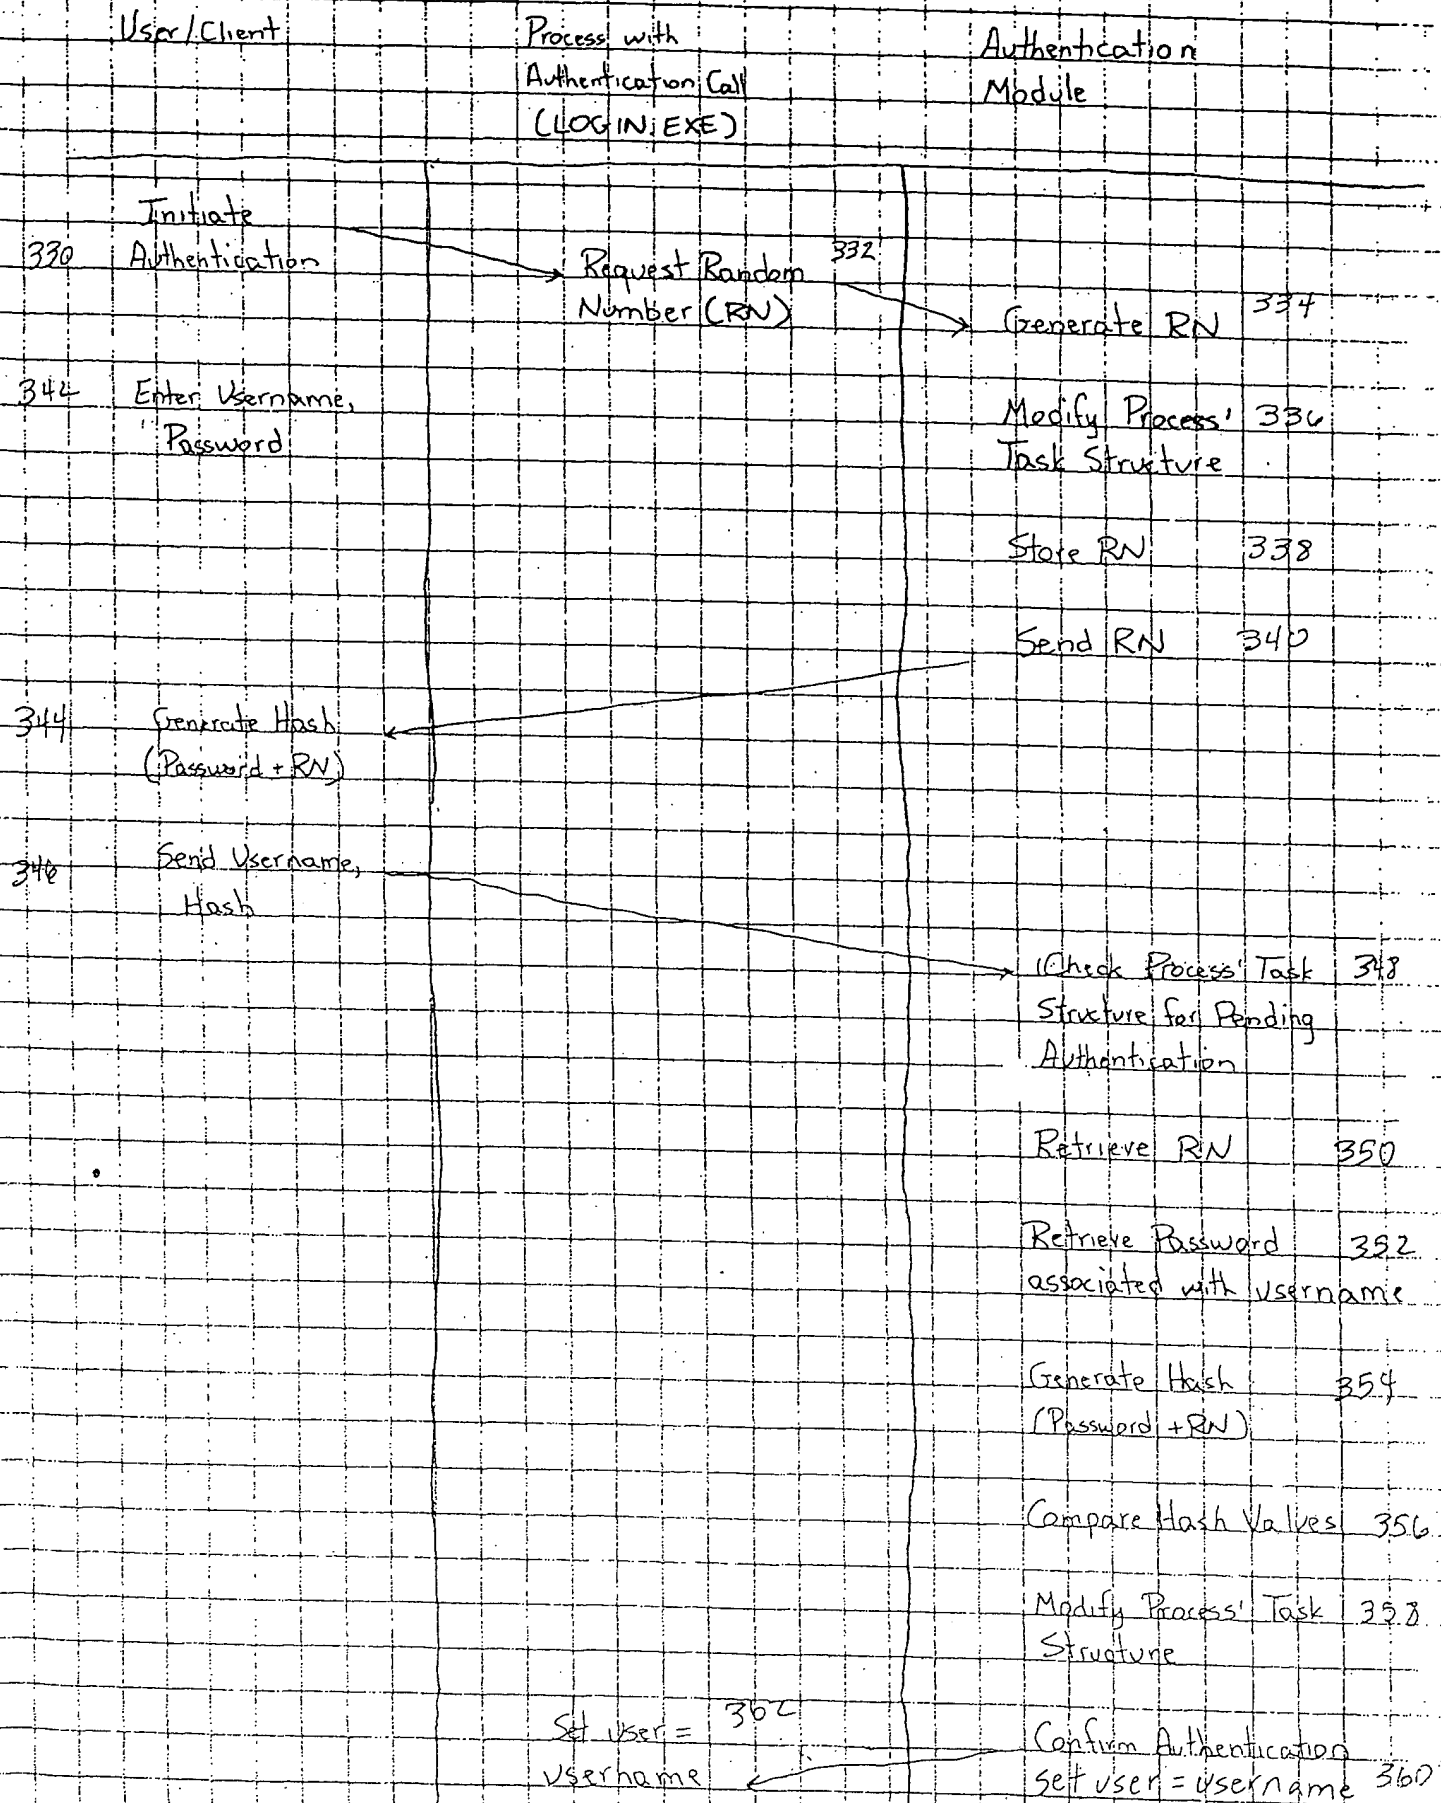 User/Client
Process with
Authentication Call
(LOGIN.EXE)
Authentication
Module
Initiate
330 Authentication
Request Random 332
Number (RN)
Generate RN 334
342 Enter Username,
Password
Modify Process' 336
Task Structure
Store RN 338
Send RN 340
344 Generate Hash
(Password + RN)
346 Send Username,
Hash
Check Process' Task 348
Structure for Pending
Authentication
Retrieve RN 350
Retrieve Password 352
associated with username
Generate Hash 354
(Password + RN)
Compare Hash Values 356
Modify Process' Task 358
Structure
Set user = 362
username
Confirm Authentication
set user = username 360